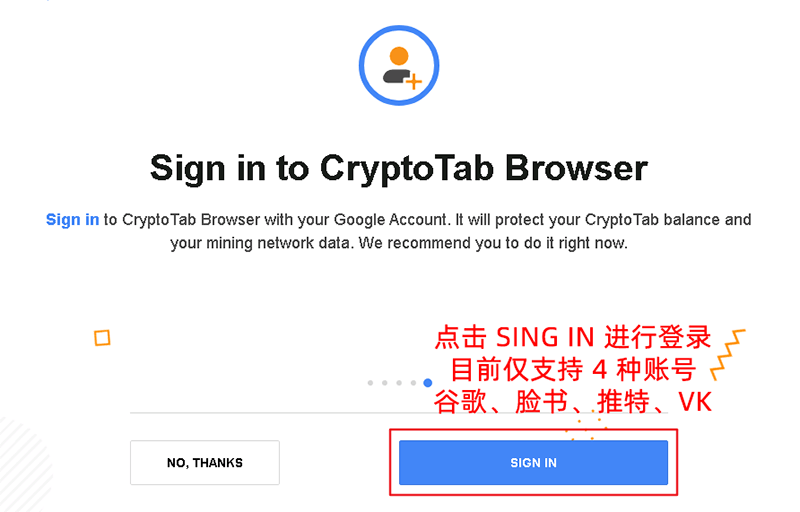 Sign in to CryptoTab Browser
Sign in to CryptoTab Browser with your Google Account. It will protect your CryptoTab balance and
your mining network data. We recommend you to do it right now.
点击 SING IN 进行登录
目前仅支持 4 种账号
谷歌、脸书、推特、VK
NO, THANKS
SIGN IN